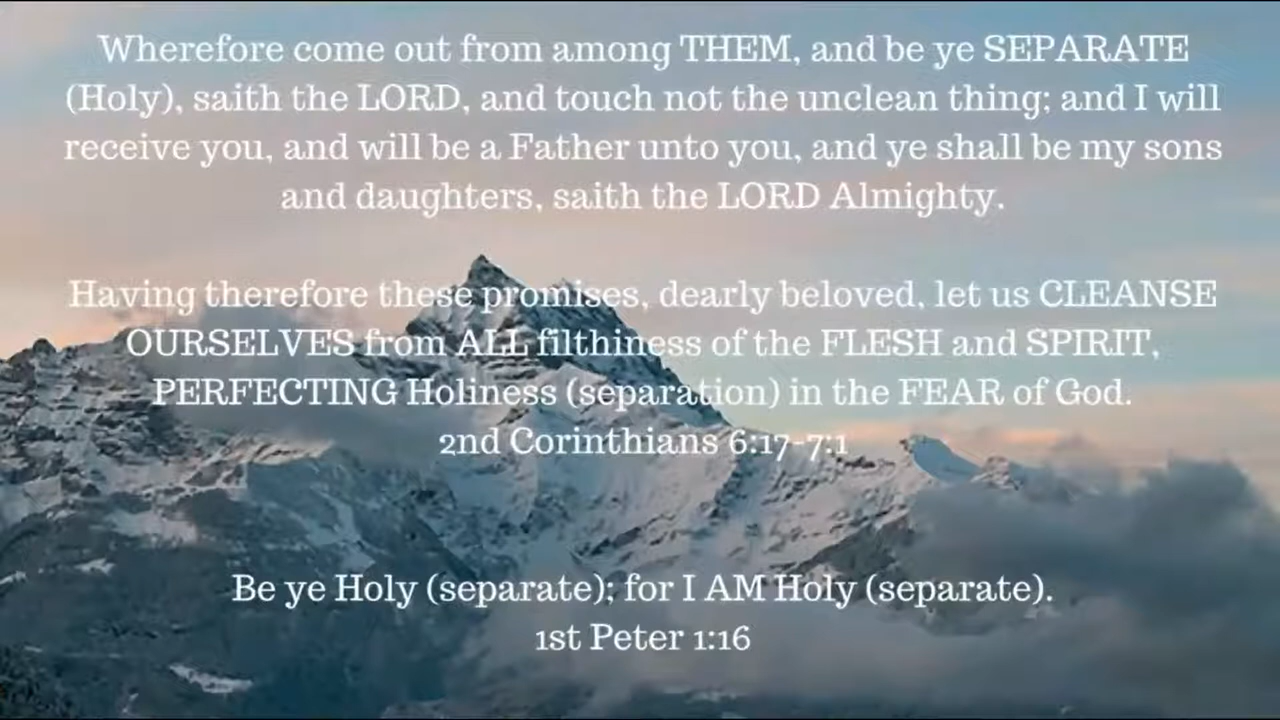 Wherefore come out from among THEM, and be ye SEPARATE
(Holy), saith the LORD, and touch not the unclean thing; and I will
receive you, and will be a Father unto you, and ye shall be my sons
and daughters, saith the LORD Almighty.
Having therefore these promises, dearly beloved, let us CLEANSE
OURSELVES from ALL filthiness of the FLESH and SPIRIT,
PERFECTING Holiness (separation) in the FEAR of God.
2nd Corinthians 6:17-7:1
Be ye Holy (separate); for I AM Holy (separate).
1st Peter 1:16